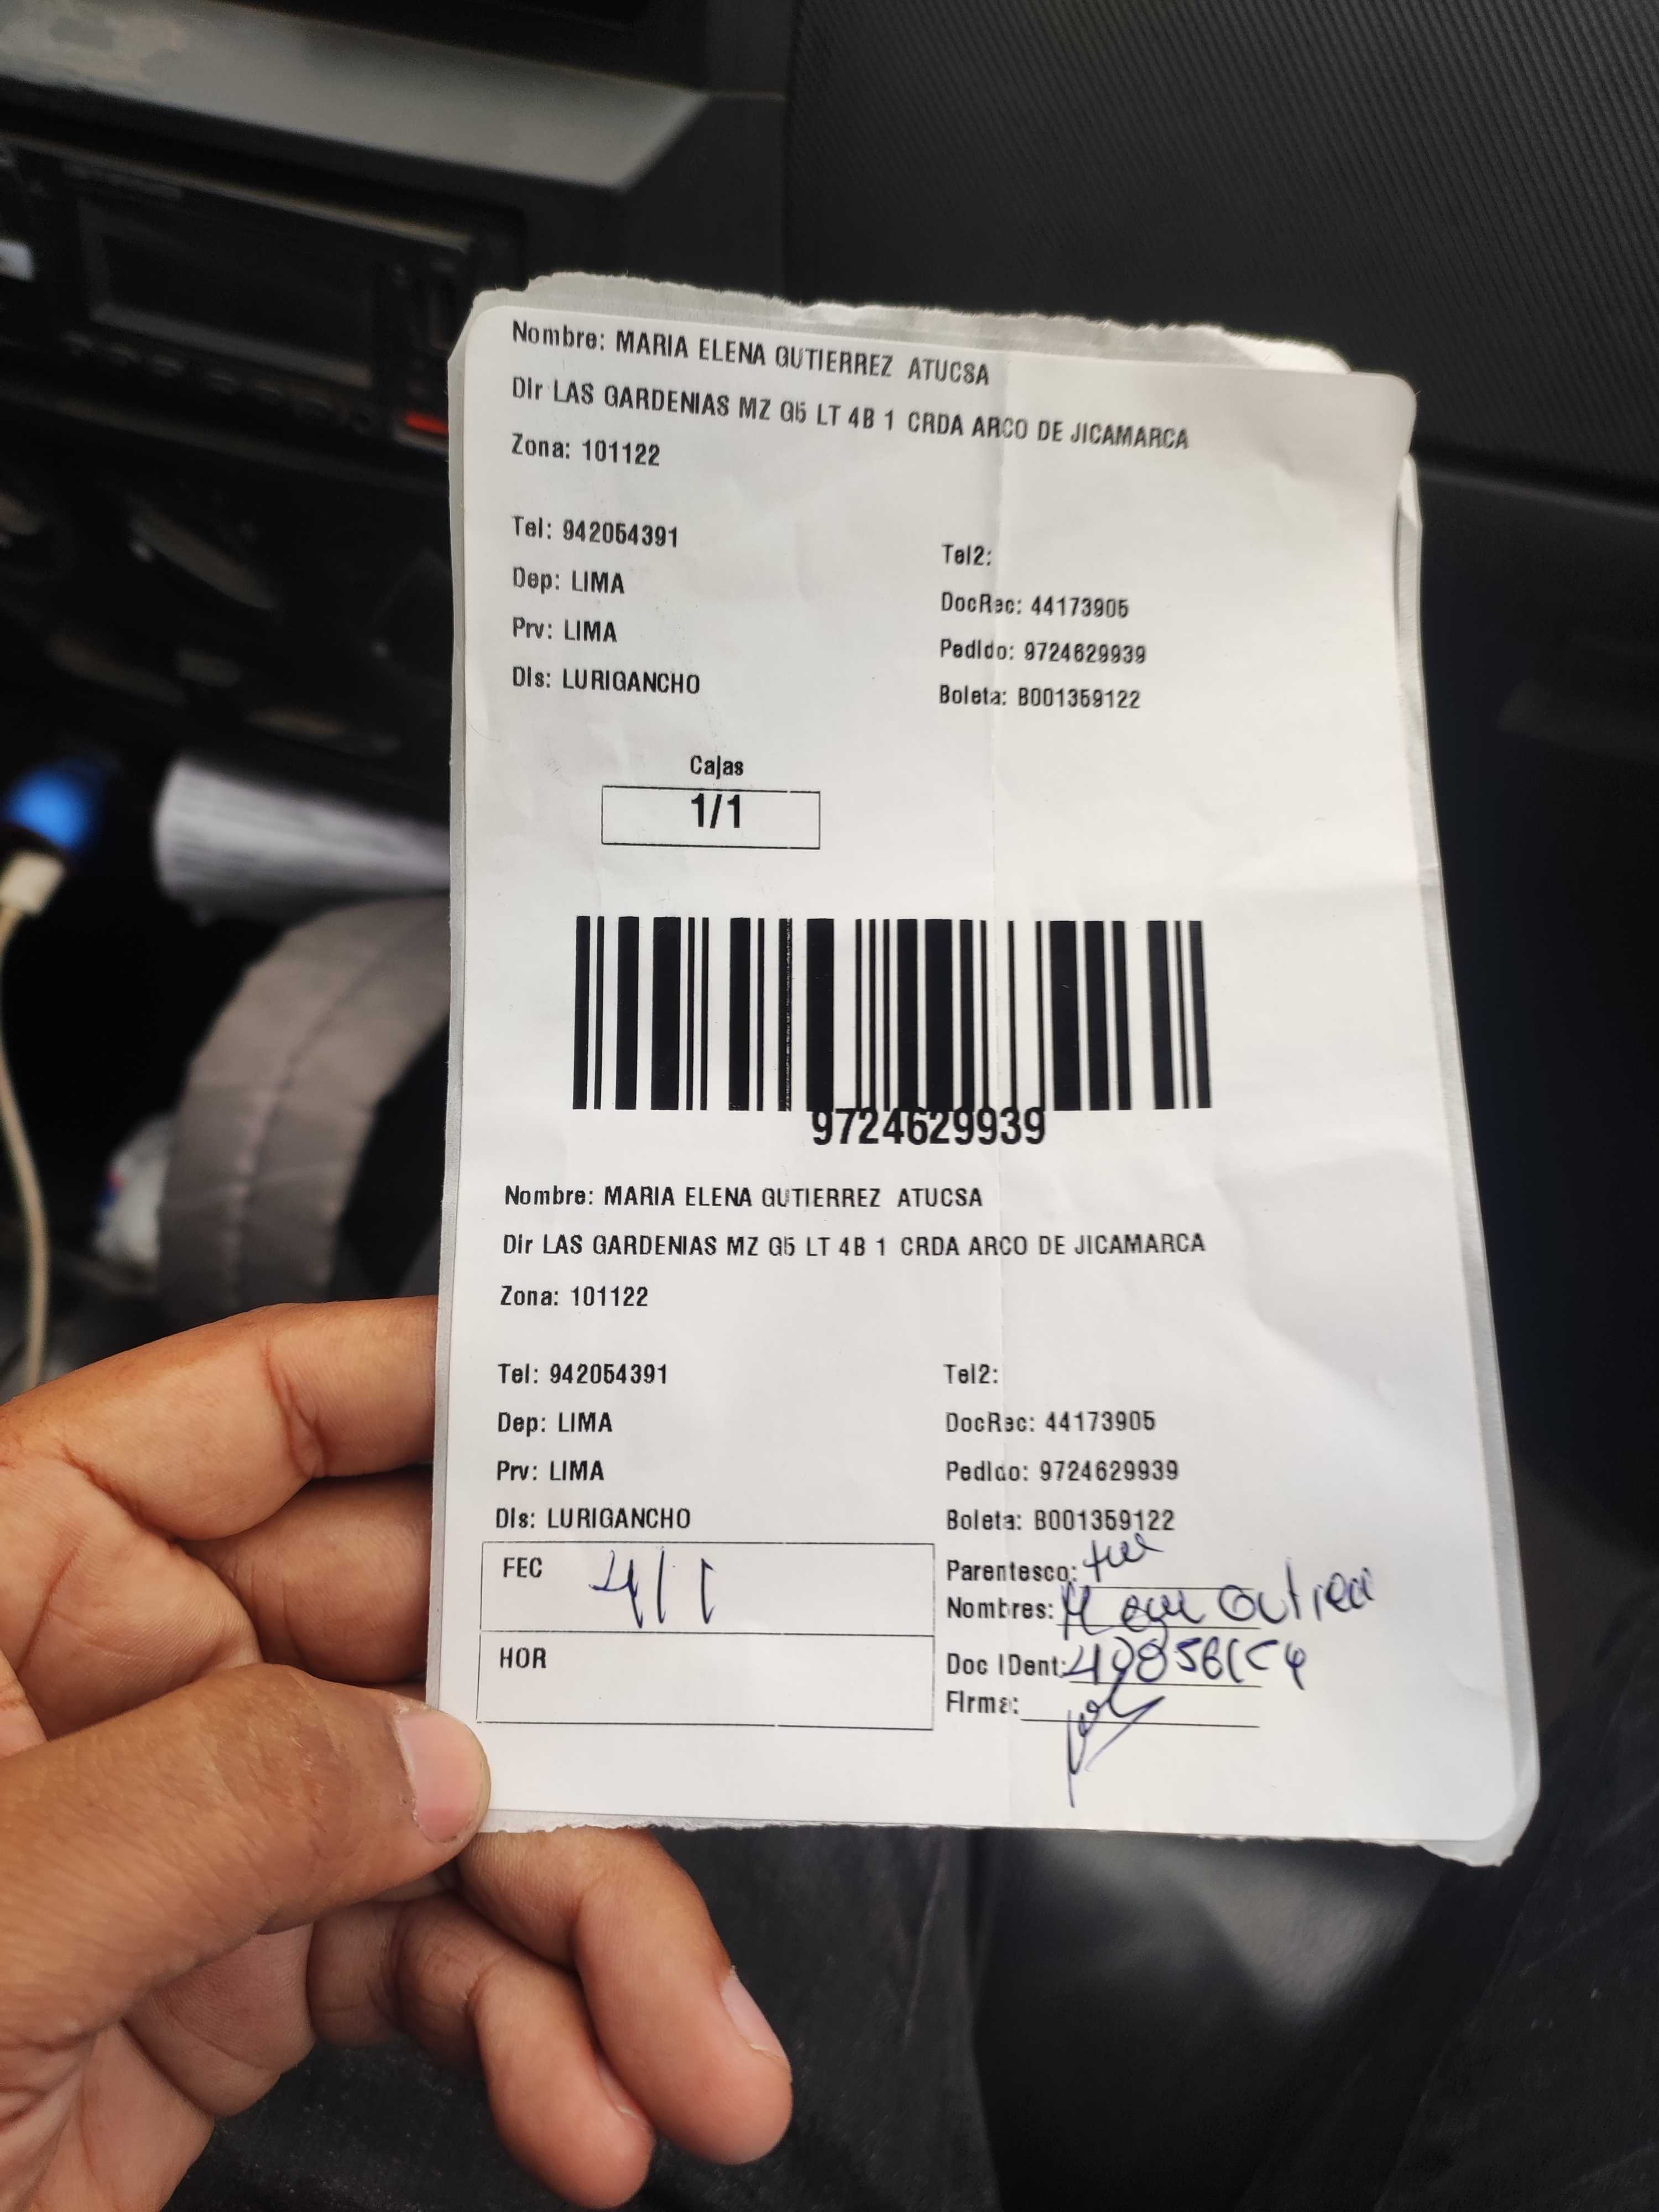 Nombre: MARIA ELENA GUTIERREZ ATUCSA
Dir LAS GARDENIAS MZ G5 LT 4B 1 CRDA ARCO DE JICAMARCA
Zona: 101122
Tel: 942054391
Tel2:
Dep: LIMA
DocRec: 44173905
Prv: LIMA
Pedido: 9724629939
Dis: LURIGANCHO
Boleta: B001359122
Cajas
1/1
9724629939
Nombre: MARIA ELENA GUTIERREZ ATUCSA
Dir LAS GARDENIAS MZ G5 LT 4B 1 CRDA ARCO DE JICAMARCA
Zona: 101122
Tel: 942054391
Tel2:
Dep: LIMA
DocRec: 44173905
Prv: LIMA
Pedido: 9724629939
Dis: LURIGANCHO
Boleta: B001359122
FEC 4/1
Parentesco:
Nombres:
HOR
Doc IDent:
Firma: